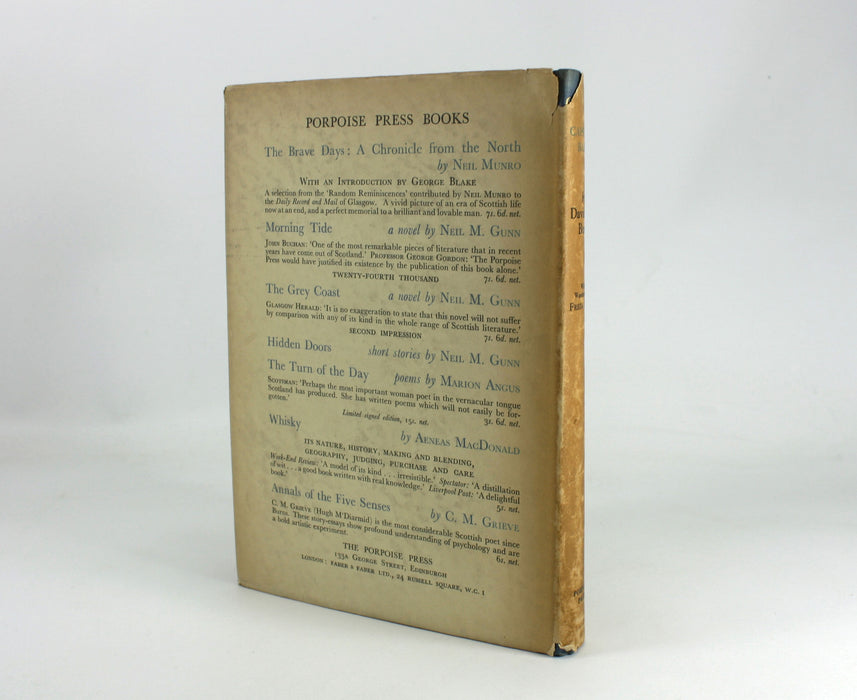 PORPOISE PRESS BOOKS
The Brave Days: A Chronicle from the North
by NEIL MUNRO
WITH AN INTRODUCTION BY GEORGE BLAKE
A selection from the 'Random Reminiscences' contributed by NEIL MUNRO to
the Daily Record and Mail of Glasgow. A vivid picture of an era of Scottish life
now at an end, and a perfect memorial to a brilliant and lovable man. 7s. 6d. net.
Morning Tide a novel by NEIL M. GUNN
JOHN BUCHAN: 'One of the most remarkable pieces of literature that in recent
years have come out of Scotland.' PROFESSOR GEORGE GORDON: 'The Porpoise
Press would have justified its existence by the publication of this book alone.'
TWENTY-FOURTH THOUSAND 7s. 6d. net.
The Grey Coast a novel by NEIL M. GUNN
GLASGOW HERALD: 'It is no exaggeration to state that this novel will not suffer
by comparison with any of its kind in the whole range of Scottish literature.'
SECOND IMPRESSION 7s. 6d. net.
Hidden Doors short stories by NEIL M. GUNN
The Turn of the Day poems by MARION ANGUS
SCOTSMAN: 'Perhaps the most important woman poet in the vernacular tongue
Scotland has produced. She has written poems which will not easily be for-
gotten.' 3s. 6d. net.
Limited signed edition, 15s. net.
Whisky by AENEAS MACDONALD
ITS NATURE, HISTORY, MAKING AND BLENDING,
GEOGRAPHY, JUDGING, PURCHASE AND CARE
Week-End Review: 'A model of its kind . . . irresistible.' Spectator: 'A distillation
of wit . . . a good book written with real knowledge.' Liverpool Post: 'A delightful
book.' 5s. net.
Annals of the Five Senses by C. M. GRIEVE
C. M. GRIEVE (Hugh M'Diarmid) is the most considerable Scottish poet since
Burns. These story-essays show profound understanding of psychology and are
a bold artistic experiment. 6s. net.
THE PORPOISE PRESS
133A GEORGE STREET, EDINBURGH
LONDON: FABER & FABER LTD., 24 RUSSELL SQUARE, W.C. 1